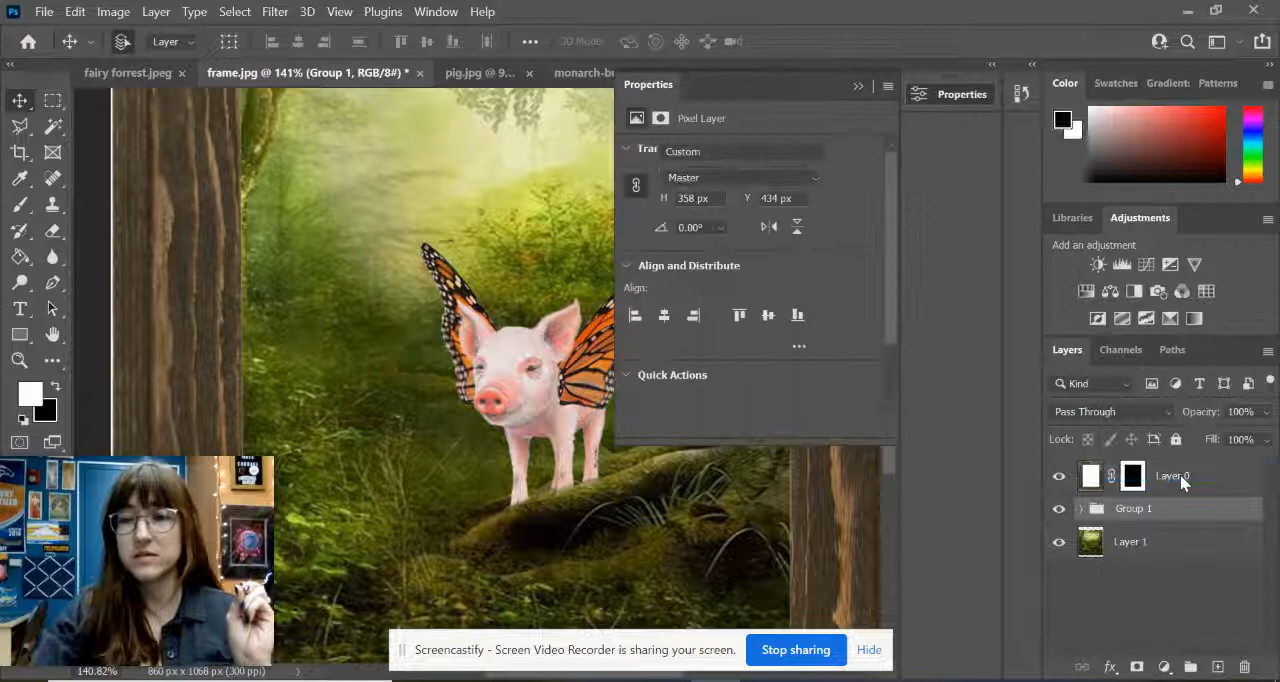 Ps File Edit Image Layer Type Select Filter 3D View Plugins Window Help
Layer 3D Mode
fairy forrest.jpeg × frame.jpg @ 141% (Group 1, RGB/8#) * × pig.jpg @ 9... × monarch-bu
Properties
Properties
Pixel Layer
Custom
Master
H 358 px Y 434 px
0.00°
Align and Distribute
Align:
Quick Actions
Color Swatches Gradient: Patterns
Libraries Adjustments
Add an adjustment
Layers Channels Paths
Kind
Pass Through Opacity: 100%
Lock: Fill: 100%
Layer 0
Group 1
Layer 1
fx
Screencastify - Screen Video Recorder is sharing your screen. Stop sharing Hide
140.82% 860 px x 1068 px (300 ppi)